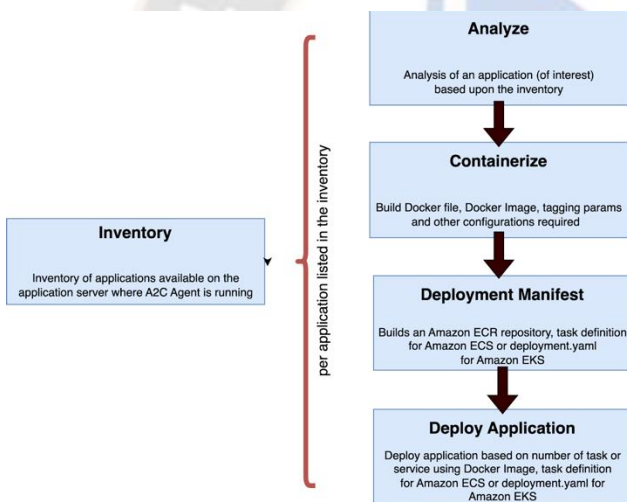 Analyze
Analysis of an application (of interest)
based upon the inventory
Containerize
Build Docker file, Docker Image, tagging params
and other configurations required
Inventory
Inventory of applications available on the
application server where A2C Agent is running
per application listed in the inventory
Deployment Manifest
Builds an Amazon ECR repository, task definition
for Amazon ECS or deployment.yaml
for Amazon EKS
Deploy Application
Deploy application based on number of task or
service using Docker Image, task definition
for Amazon ECS or deployment.yaml for
Amazon EKS